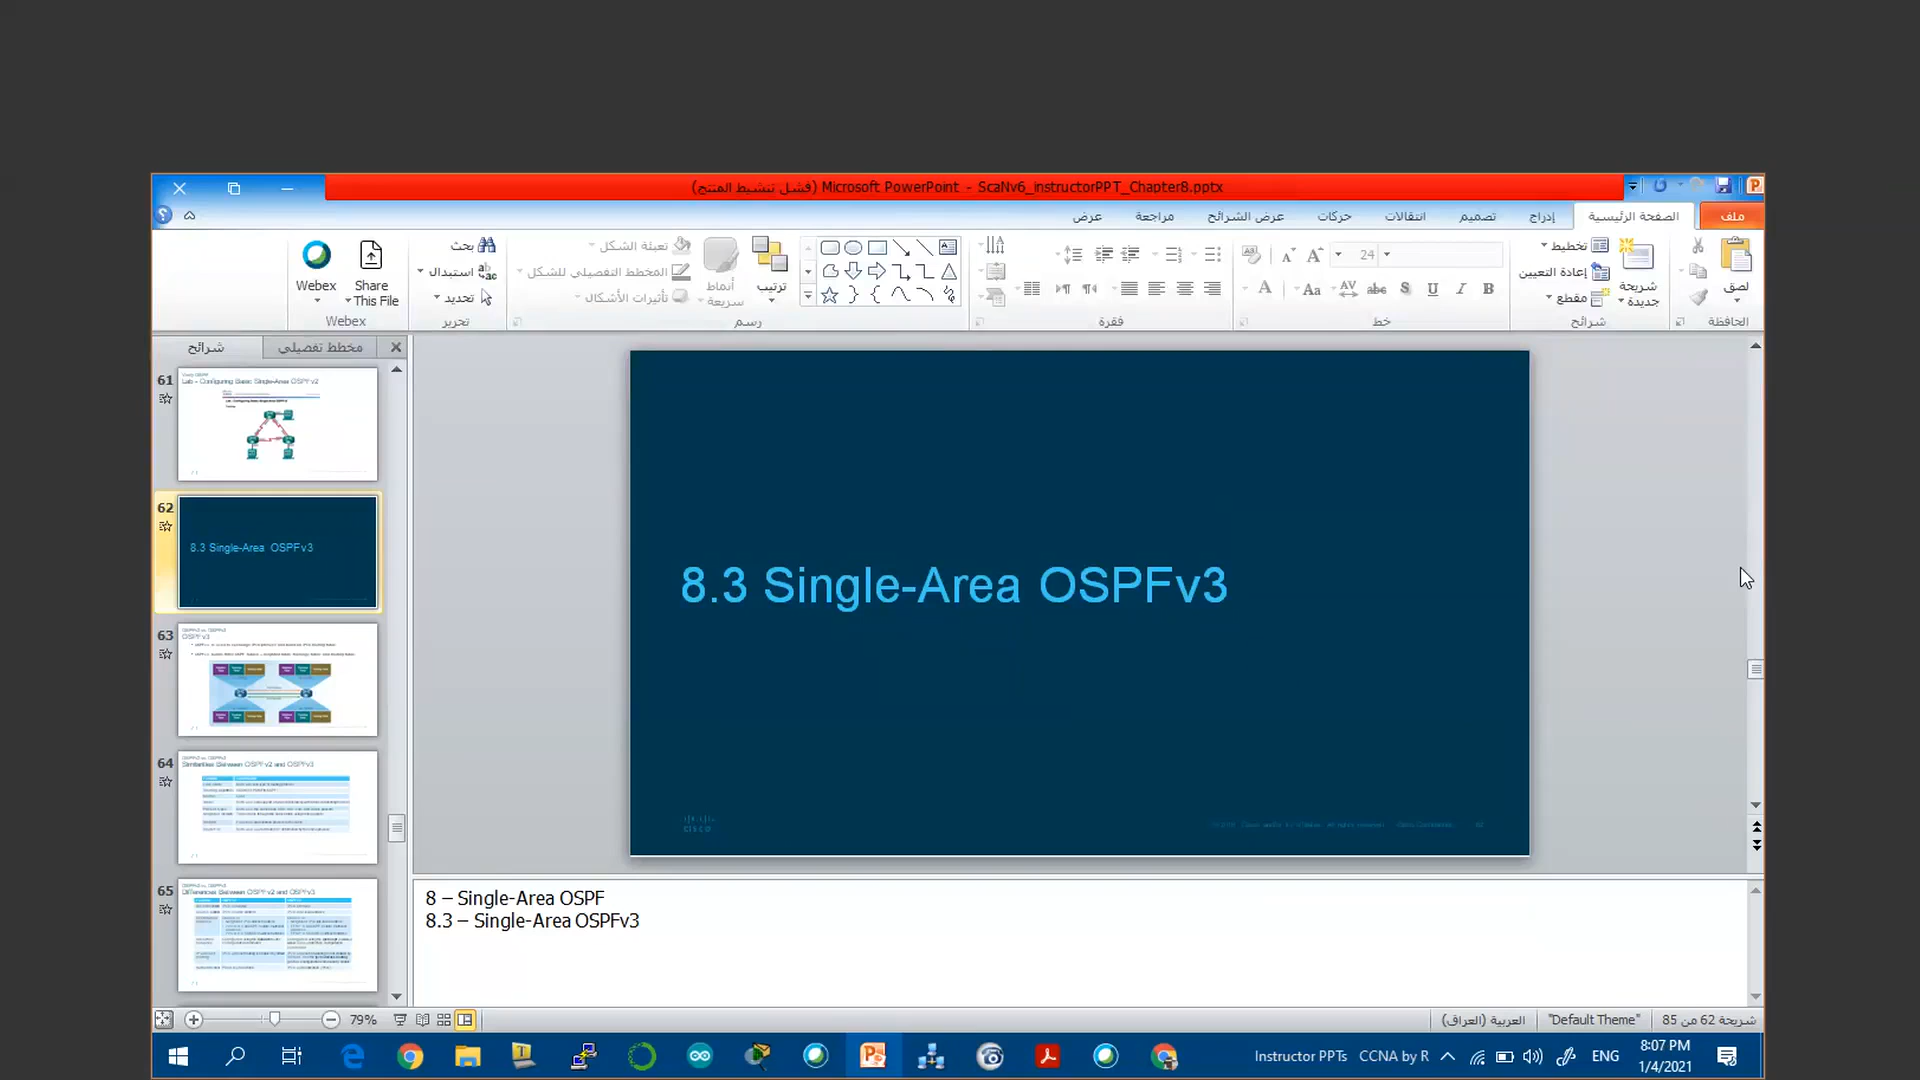 Microsoft PowerPoint - ScaNv6_instructorPPT_Chapter8.pptx (فشل تنشيط المنتج)
ملف
الصفحة الرئيسية
إدراج
تصميم
انتقالات
حركات
عرض الشرائح
مراجعة
عرض
لصق
الحافظة
شريحة
جديدة
تخطيط
إعادة التعيين
مقطع
شرائح
24
خط
فقرة
ترتيب
أنماط
سريعة
تعبئة الشكل
المخطط التفصيلي للشكل
تأثيرات الأشكال
رسم
بحث
استبدال
تحديد
تحرير
Share
This File
Webex
Webex
شرائح
مخطط تفصيلي
61
Lab - Configuring Basic Single-Area OSPFv2
62
8.3 Single-Area OSPFv3
63
OSPFv3
64
Similarities Between OSPFv2 and OSPFv3
65
Differences Between OSPFv2 and OSPFv3
8.3 Single-Area OSPFv3
CISCO
8 – Single-Area OSPF
8.3 – Single-Area OSPFv3
شريحة 62 من 85
"Default Theme"
العربية (العراق)
79%
Instructor PPTs
CCNA by R
ENG
8:07 PM
1/4/2021